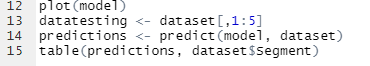 12 plot(model)
13 datatesting <- dataset[,1:5]
14 predictions <- predict(model, dataset)
15 table(predictions, dataset$Segment)